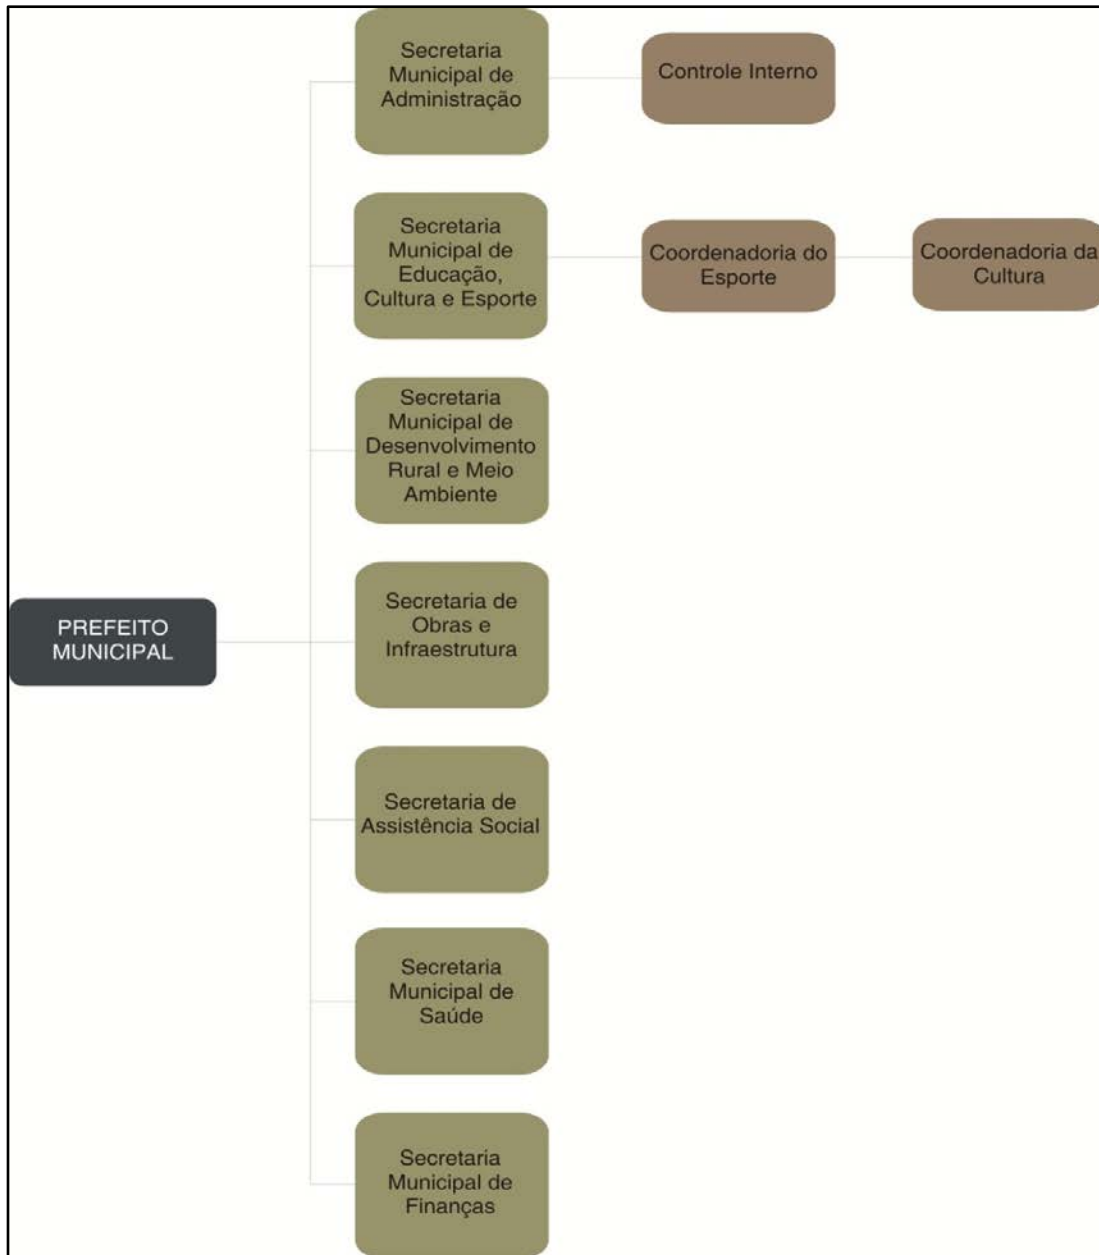 Secretaria
Municipal de
Administração
Controle Interno
Secretaria
Municipal de
Educação,
Cultura e Esporte
Coordenadoria do
Esporte
Coordenadoria da
Cultura
Secretaria
Municipal de
Desenvolvimento
Rural e Meio
Ambiente
PREFEITO
MUNICIPAL
Secretaria de
Obras e
Infraestrutura
Secretaria de
Assistência Social
Secretaria
Municipal de
Saúde
Secretaria
Municipal de
Finanças